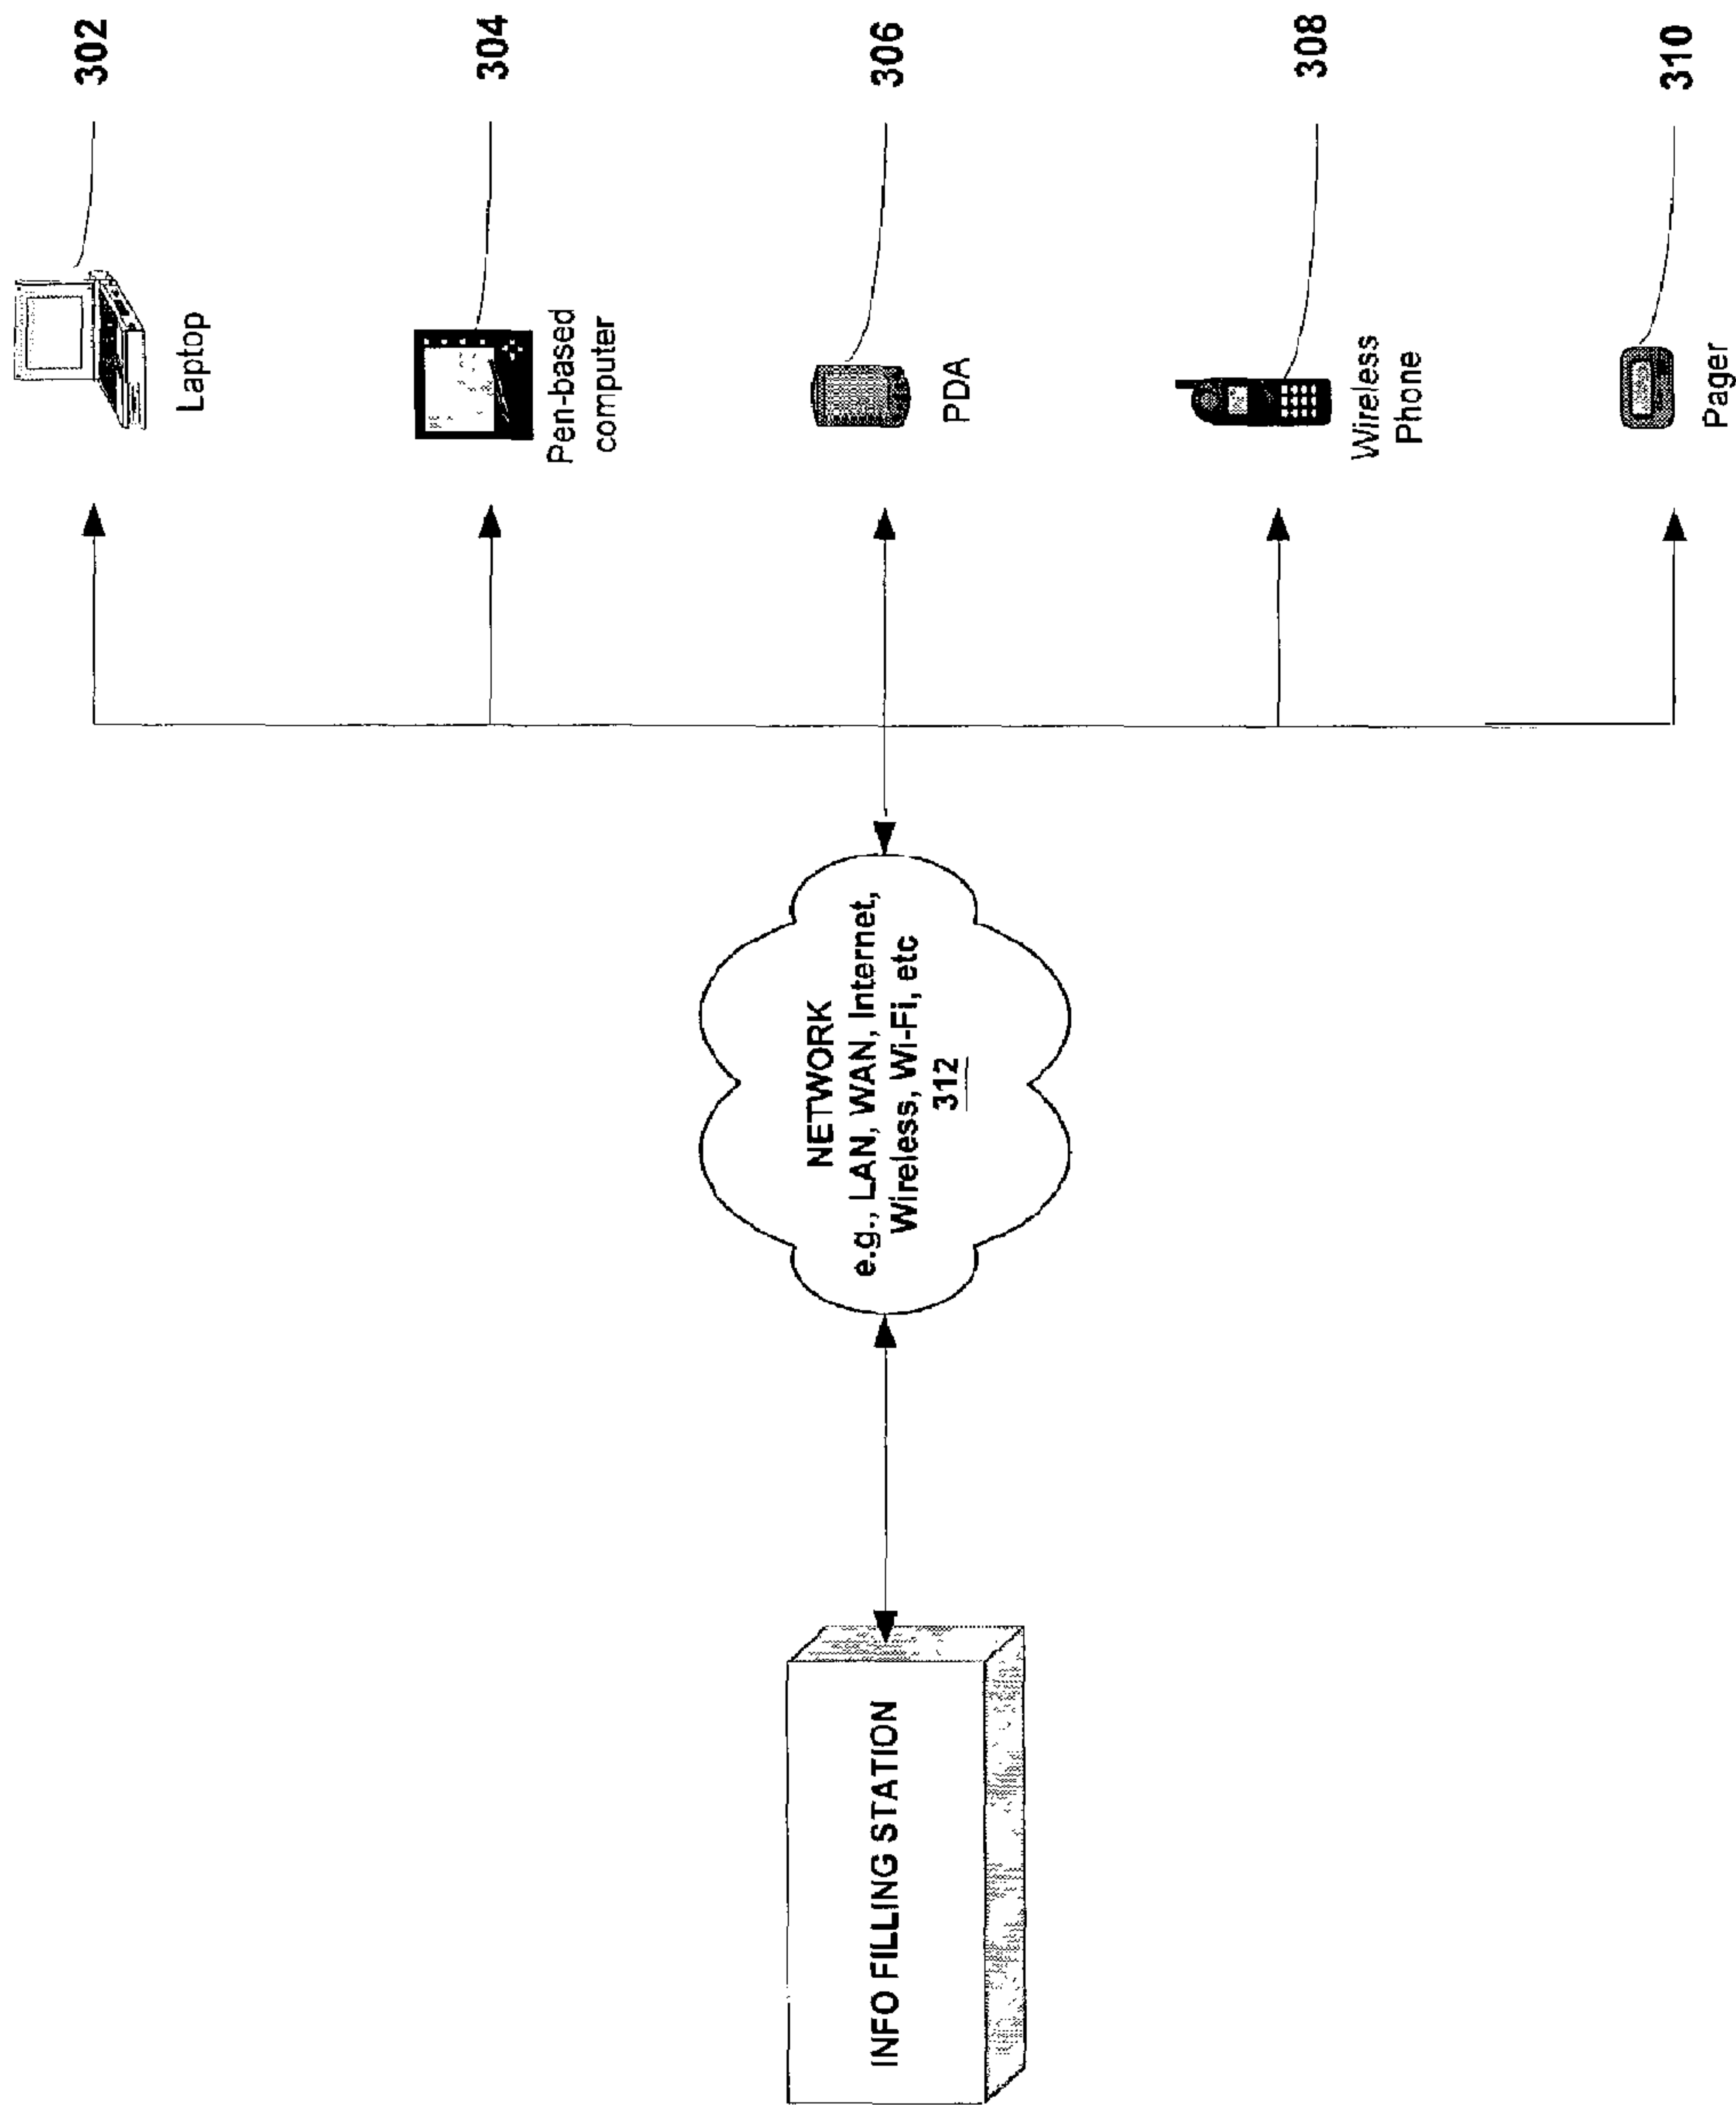 INFO FILLING STATION
NETWORK
e.g., LAN, WAN, Internet,
Wireless, Wi-Fi, etc
312
Laptop
302
Pen-based
computer
304
PDA
306
Wireless
Phone
308
Pager
310